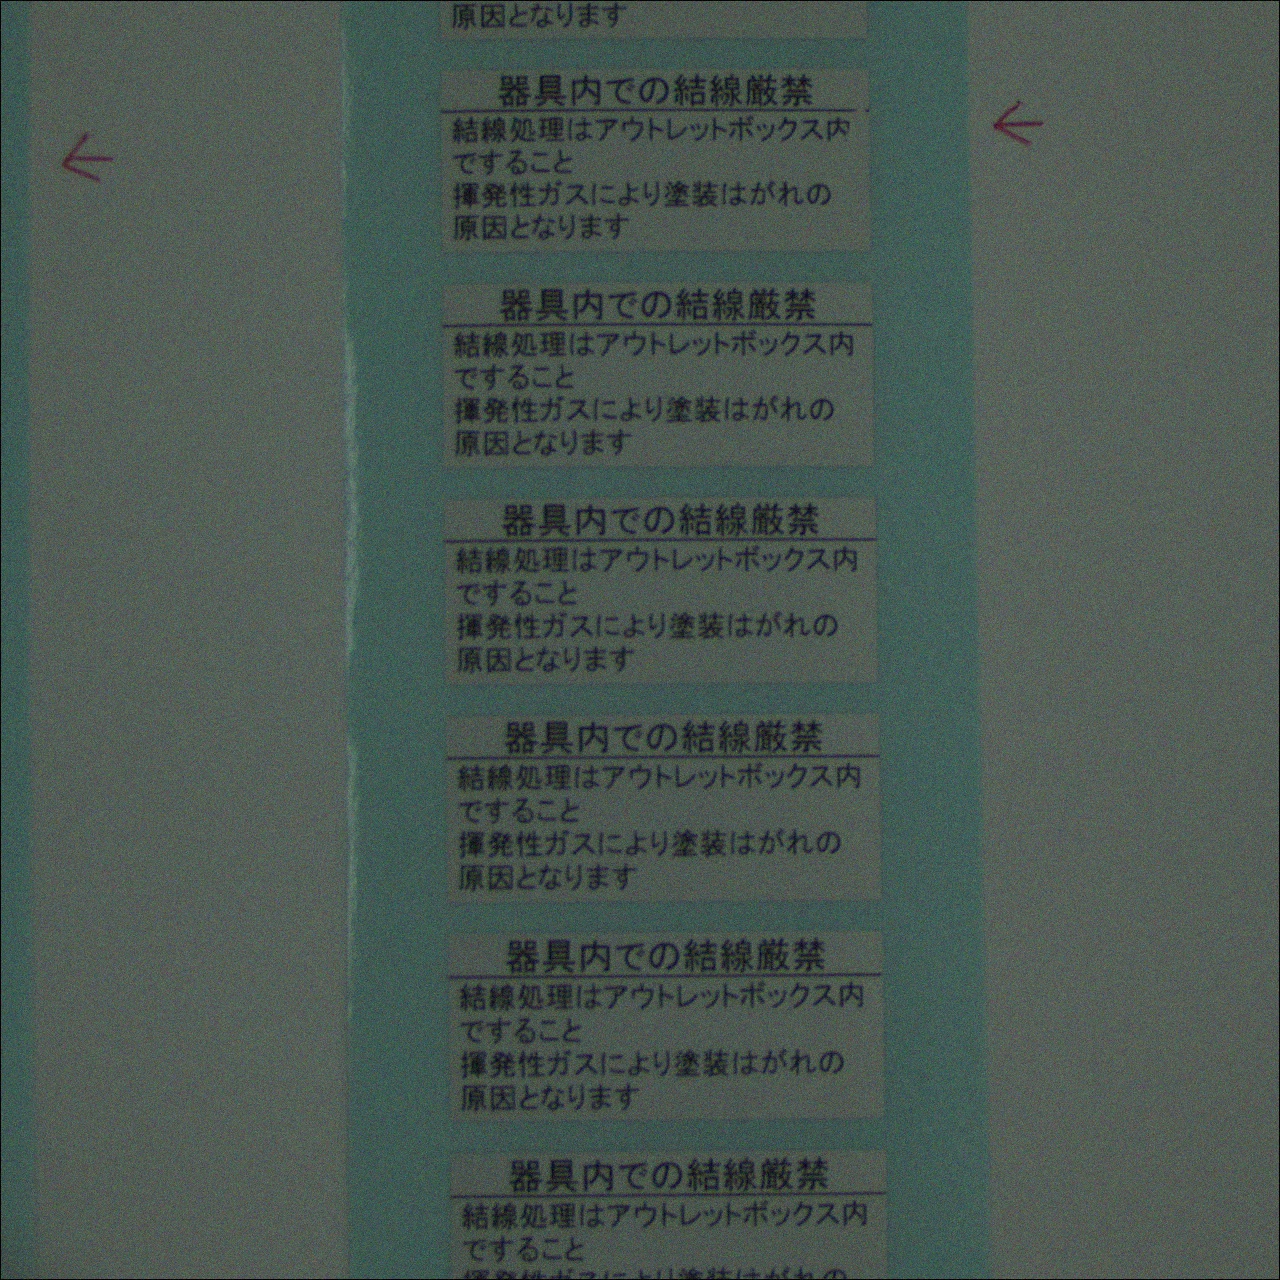 原因となります
器具内での結線厳禁
結線処理はアウトレットボックス内
ですること
揮発性ガスにより塗装はがれの
原因となります
器具内での結線厳禁
結線処理はアウトレットボックス内
ですること
揮発性ガスにより塗装はがれの
原因となります
器具内での結線厳禁
結線処理はアウトレットボックス内
ですること
揮発性ガスにより塗装はがれの
原因となります
器具内での結線厳禁
結線処理はアウトレットボックス内
ですること
揮発性ガスにより塗装はがれの
原因となります
器具内での結線厳禁
結線処理はアウトレットボックス内
ですること
揮発性ガスにより塗装はがれの
原因となります
器具内での結線厳禁
結線処理はアウトレットボックス内
ですること
揮発性ガスにより塗装はがれの